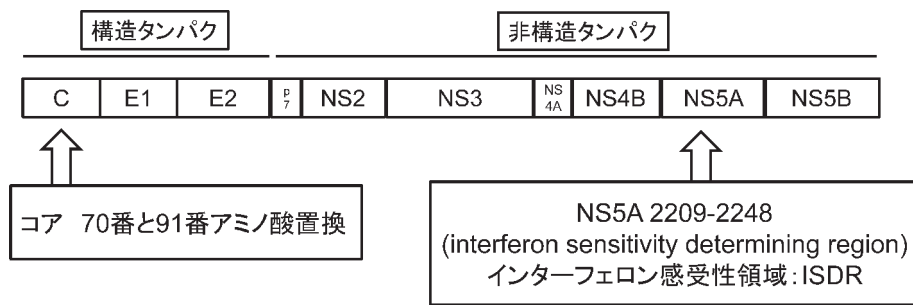 構造タンパク
非構造タンパク
C E1 E2 p7 NS2 NS3 NS4A NS4B NS5A NS5B
コア 70番と91番アミノ酸置換
NS5A 2209-2248
(interferon sensitivity determining region)
インターフェロン感受性領域:ISDR